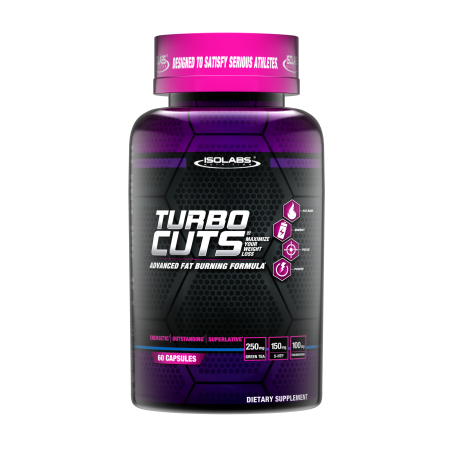 DESIGNED TO SATISFY SERIOUS ATHLETES.
ISOLABS
TURBO
CUTS
MAXIMIZE
YOUR
WEIGHT
LOSS
ADVANCED FAT BURNING FORMULA
ENERGETIC | OUTSTANDING | SUPERLATIVE
250mg
GREEN TEA
150mg
5-HTP
100mg
60 CAPSULES
DIETARY SUPPLEMENT